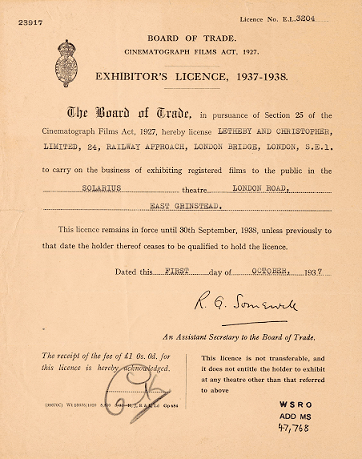 23917
Licence No. E.L. 3204
BOARD OF TRADE.
CINEMATOGRAPH FILMS ACT, 1927.
EXHIBITOR'S LICENCE, 1937-1938.
The Board of Trade, in pursuance of Section 25 of the
Cinematograph Films Act, 1927, hereby license LETHEBY AND CHRISTOPHER,
LIMITED, 24, RAILWAY APPROACH, LONDON BRIDGE, LONDON, S.E.1.
to carry on the business of exhibiting registered films to the public in the
SOLARIUS theatre LONDON ROAD,
EAST GRINSTEAD.
This licence remains in force until 30th September, 1938, unless previously to
that date the holder thereof ceases to be qualified to hold the licence.
Dated this FIRST day of OCTOBER, 1937
R. G. Somervell
An Assistant Secretary to the Board of Trade.
The receipt of the fee of £1 0s. 0d. for
this licence is hereby acknowledged.
This licence is not transferable, and
it does not entitle the holder to exhibit
at any theatre other than that referred
to above
WSRO
ADD MS
47,768